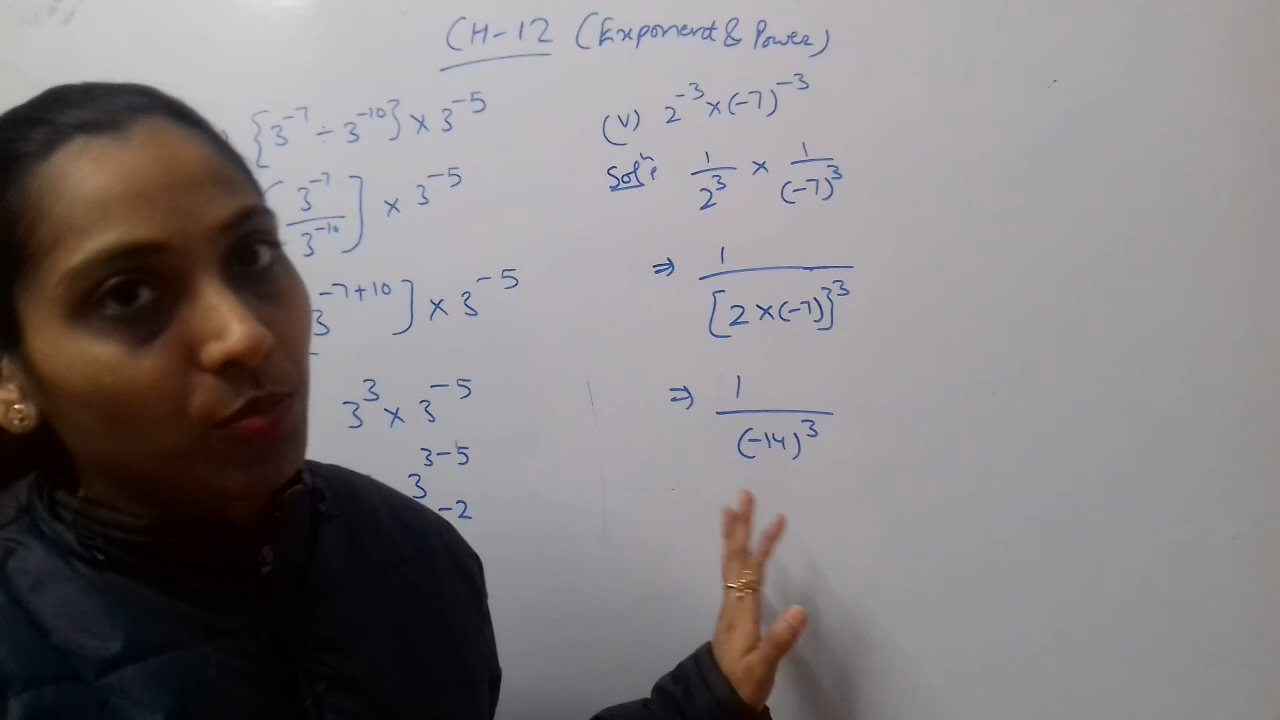 CH-12 (Exponent & Power)
{3^-7 ÷ 3^-10} × 3^-5
3^-7 / 3^-10] × 3^-5
3^-7+10] × 3^-5
3^3 × 3^-5
3^3-5
-2
(V) 2^-3 × (-7)^-3
Solⁿ: 1/2^3 × 1/(-7)^3
⇒ 1/[2×(-7)]^3
⇒ 1/(-14)^3